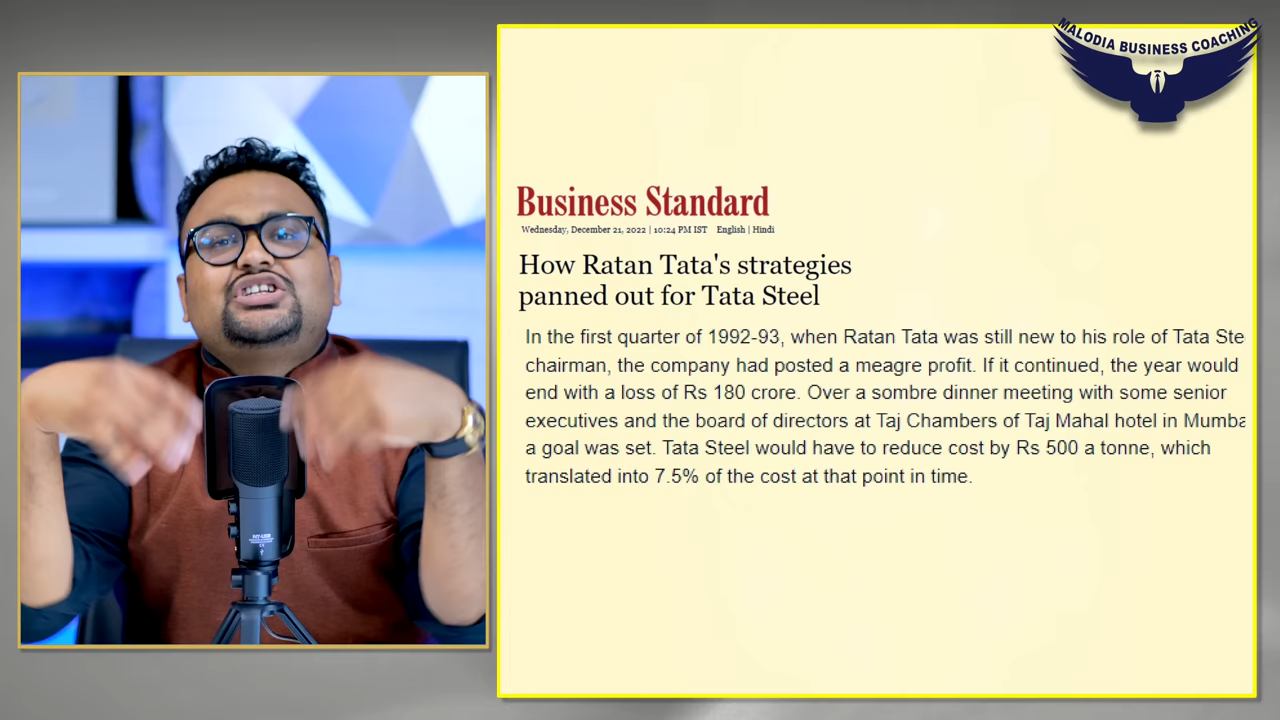 MALODIA BUSINESS COACHING
Business Standard
Wednesday, December 21, 2022 | 10:24 PM IST English | Hindi
How Ratan Tata's strategies
panned out for Tata Steel
In the first quarter of 1992-93, when Ratan Tata was still new to his role of Tata Ste
chairman, the company had posted a meagre profit. If it continued, the year would
end with a loss of Rs 180 crore. Over a sombre dinner meeting with some senior
executives and the board of directors at Taj Chambers of Taj Mahal hotel in Mumba
a goal was set. Tata Steel would have to reduce cost by Rs 500 a tonne, which
translated into 7.5% of the cost at that point in time.
NT-USB